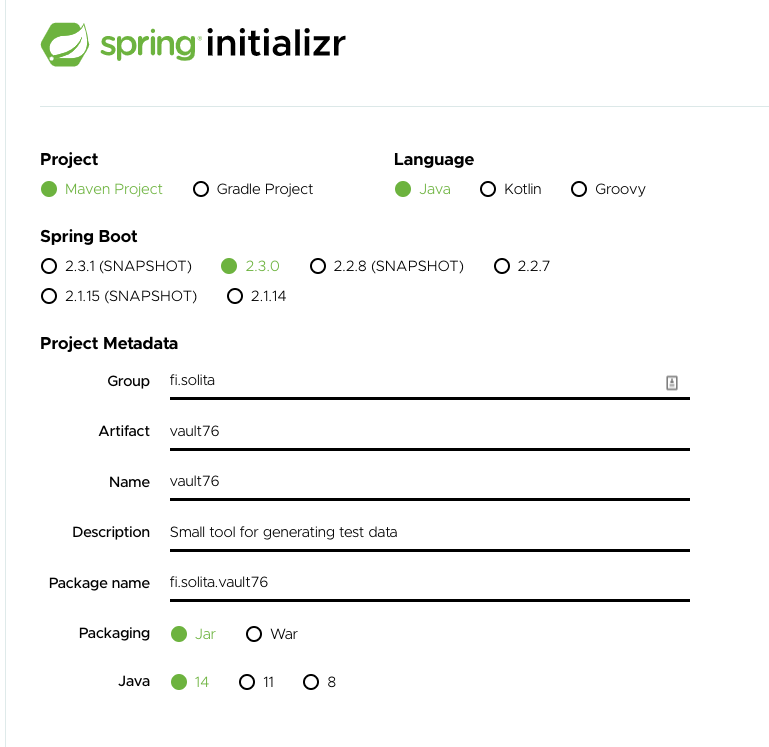 spring initializr
Project
Language
Maven Project Gradle Project
Java Kotlin Groovy
Spring Boot
2.3.1 (SNAPSHOT) 2.3.0 2.2.8 (SNAPSHOT) 2.2.7
2.1.15 (SNAPSHOT) 2.1.14
Project Metadata
Group fi.solita
Artifact vault76
Name vault76
Description Small tool for generating test data
Package name fi.solita.vault76
Packaging Jar War
Java 14 11 8